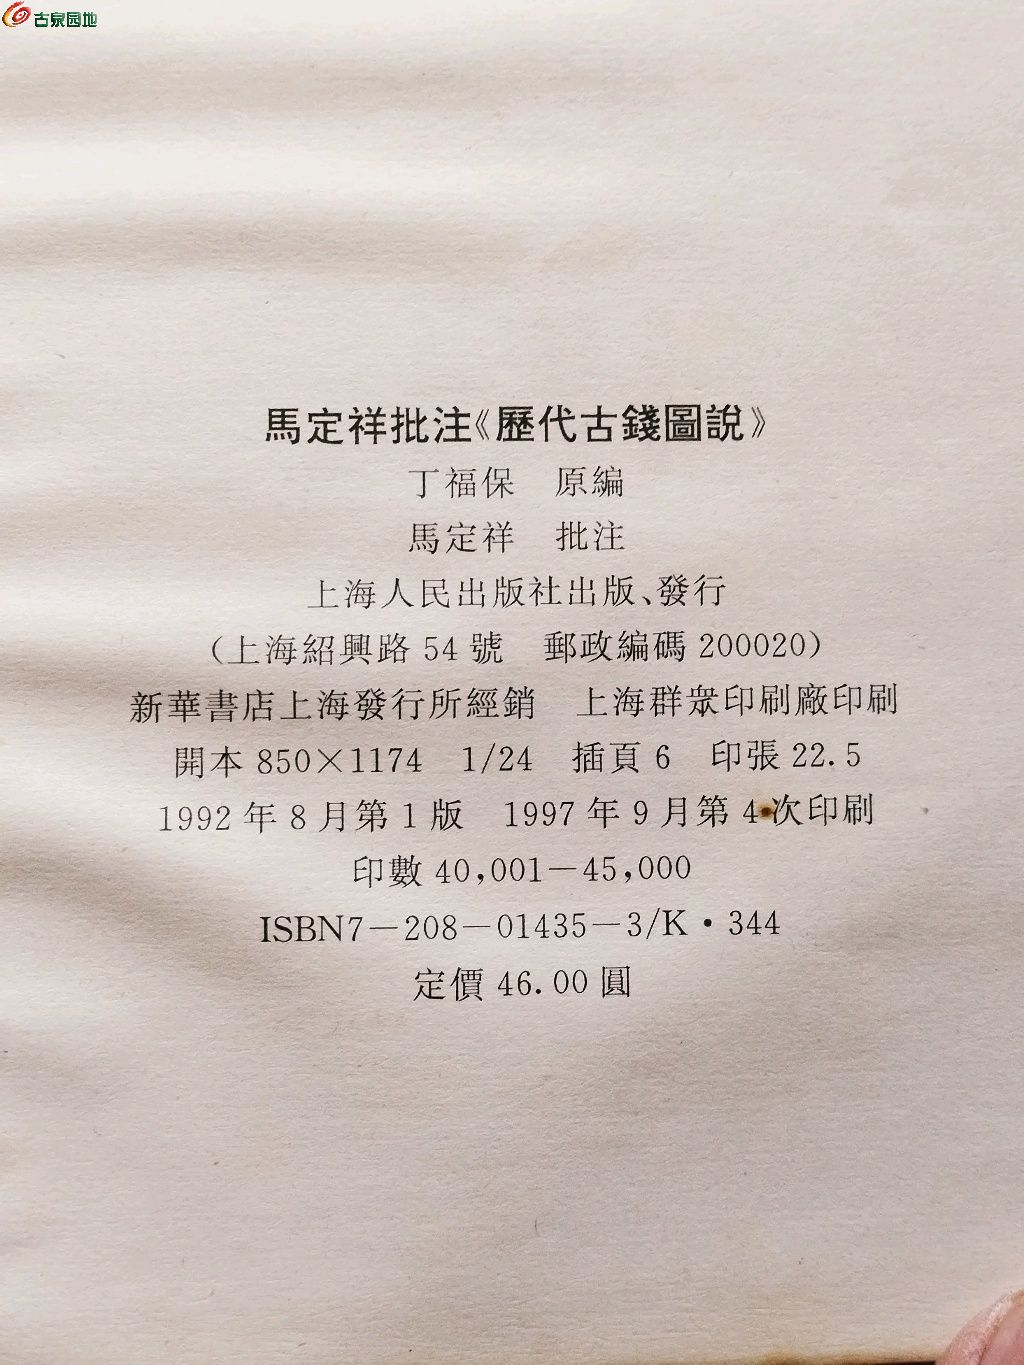 古泉园地
馬定祥批注《歷代古錢圖說》
丁福保 原編
馬定祥 批注
上海人民出版社出版、發行
(上海紹興路 54 號 郵政編碼 200020)
新華書店上海發行所經銷 上海群眾印刷廠印刷
開本 850×1174 1/24 插頁 6 印張 22.5
1992 年 8 月第 1 版 1997 年 9 月第 4 次印刷
印數 40,001—45,000
ISBN7—208—01435—3/K·344
定價 46.00 圓